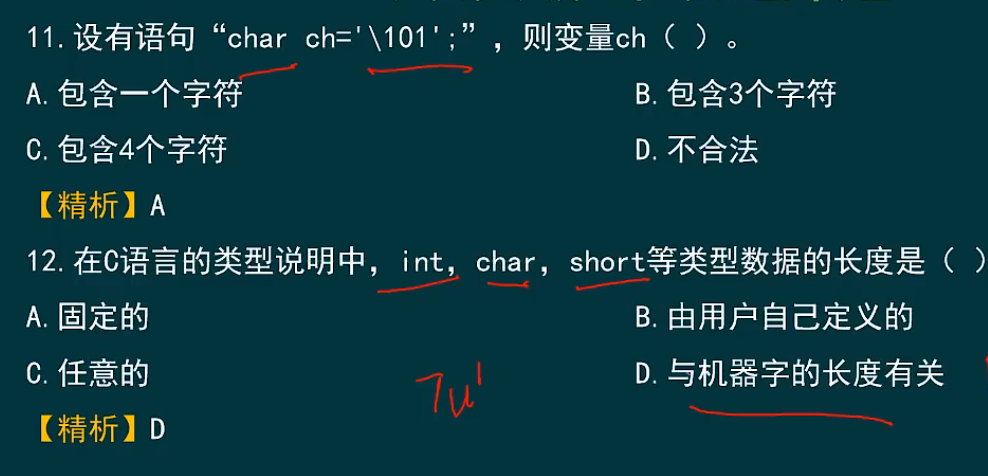 11.设有语句“char ch='\101';”，则变量ch（ ）。
A.包含一个字符 B.包含3个字符
C.包含4个字符 D.不合法
【精析】A
12.在C语言的类型说明中，int，char，short等类型数据的长度是（ ）
A.固定的 B.由用户自己定义的
C.任意的 D.与机器字的长度有关
【精析】D